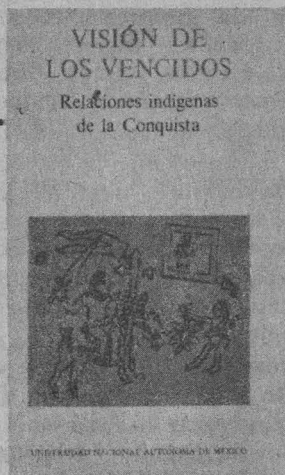 VISIÓN DE
LOS VENCIDOS
Relaciones indígenas
de la Conquista
UNIVERSIDAD NACIONAL AUTÓNOMA DE MÉXICO